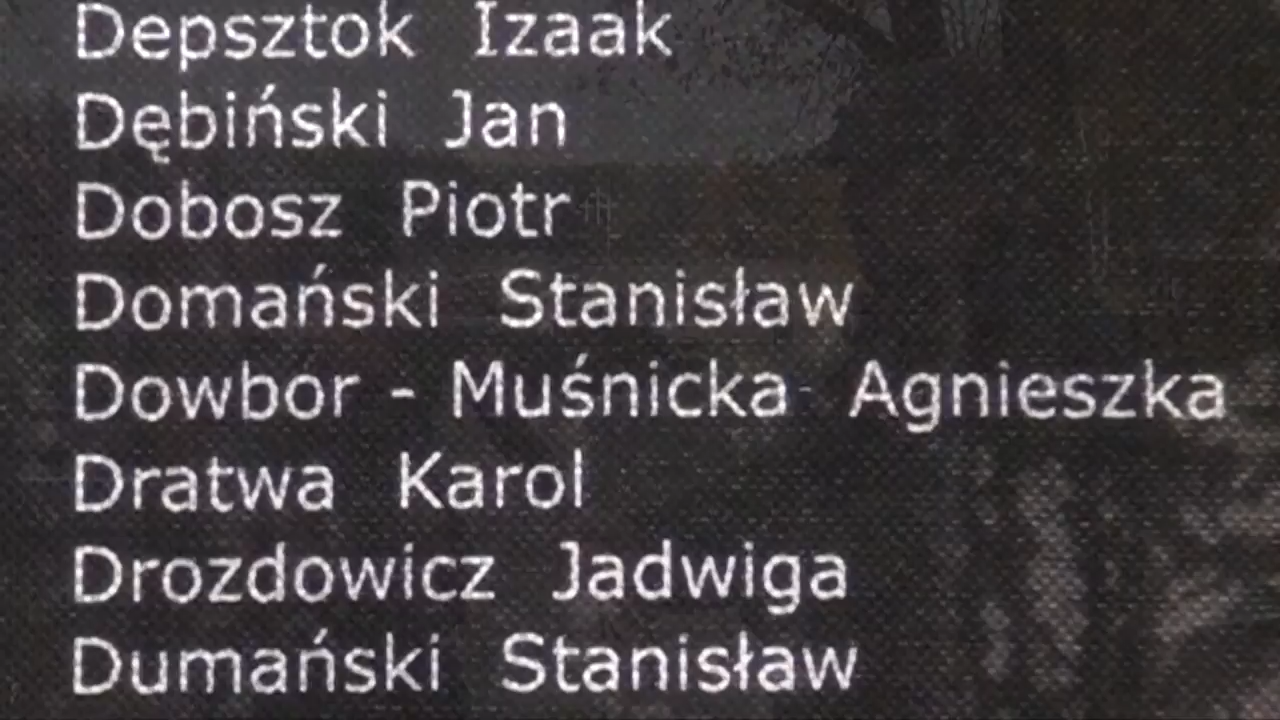 Depsztok Izaak
Dębiński Jan
Dobosz Piotr
Domański Stanisław
Dowbor - Muśnicka Agnieszka
Dratwa Karol
Drozdowicz Jadwiga
Dumański Stanisław